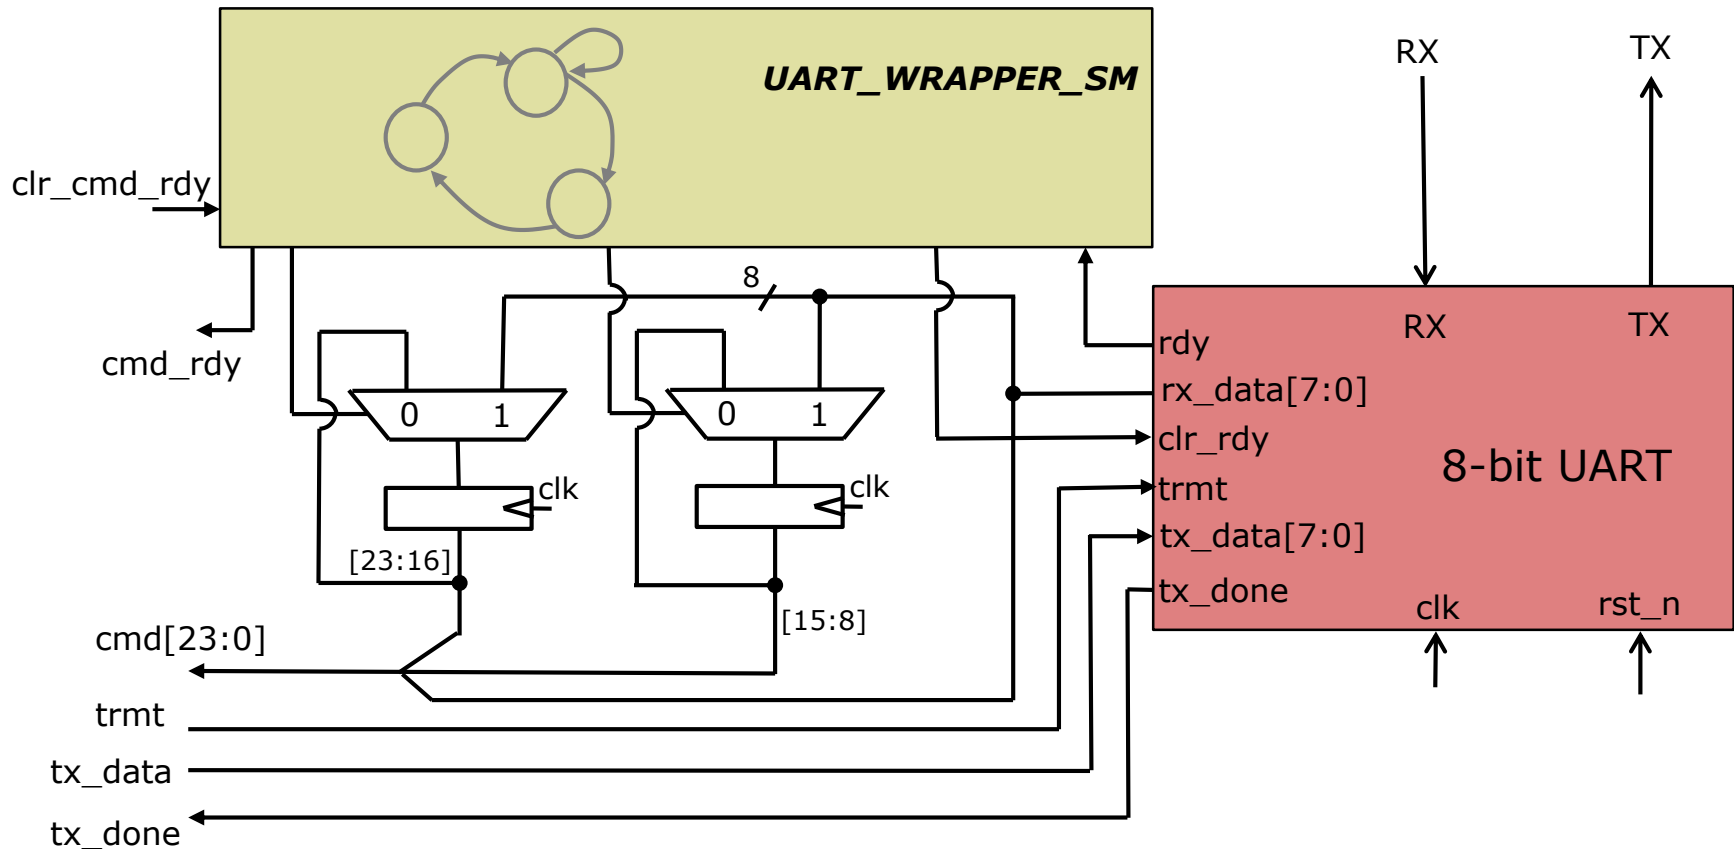 UART_WRAPPER_SM
RX
TX
clr_cmd_rdy
8
cmd_rdy
rdy
RX
TX
rx_data[7:0]
0
1
0
1
clr_rdy
8-bit UART
clk
clk
trmt
tx_data[7:0]
[23:16]
tx_done
clk
rst_n
[15:8]
cmd[23:0]
trmt
tx_data
tx_done